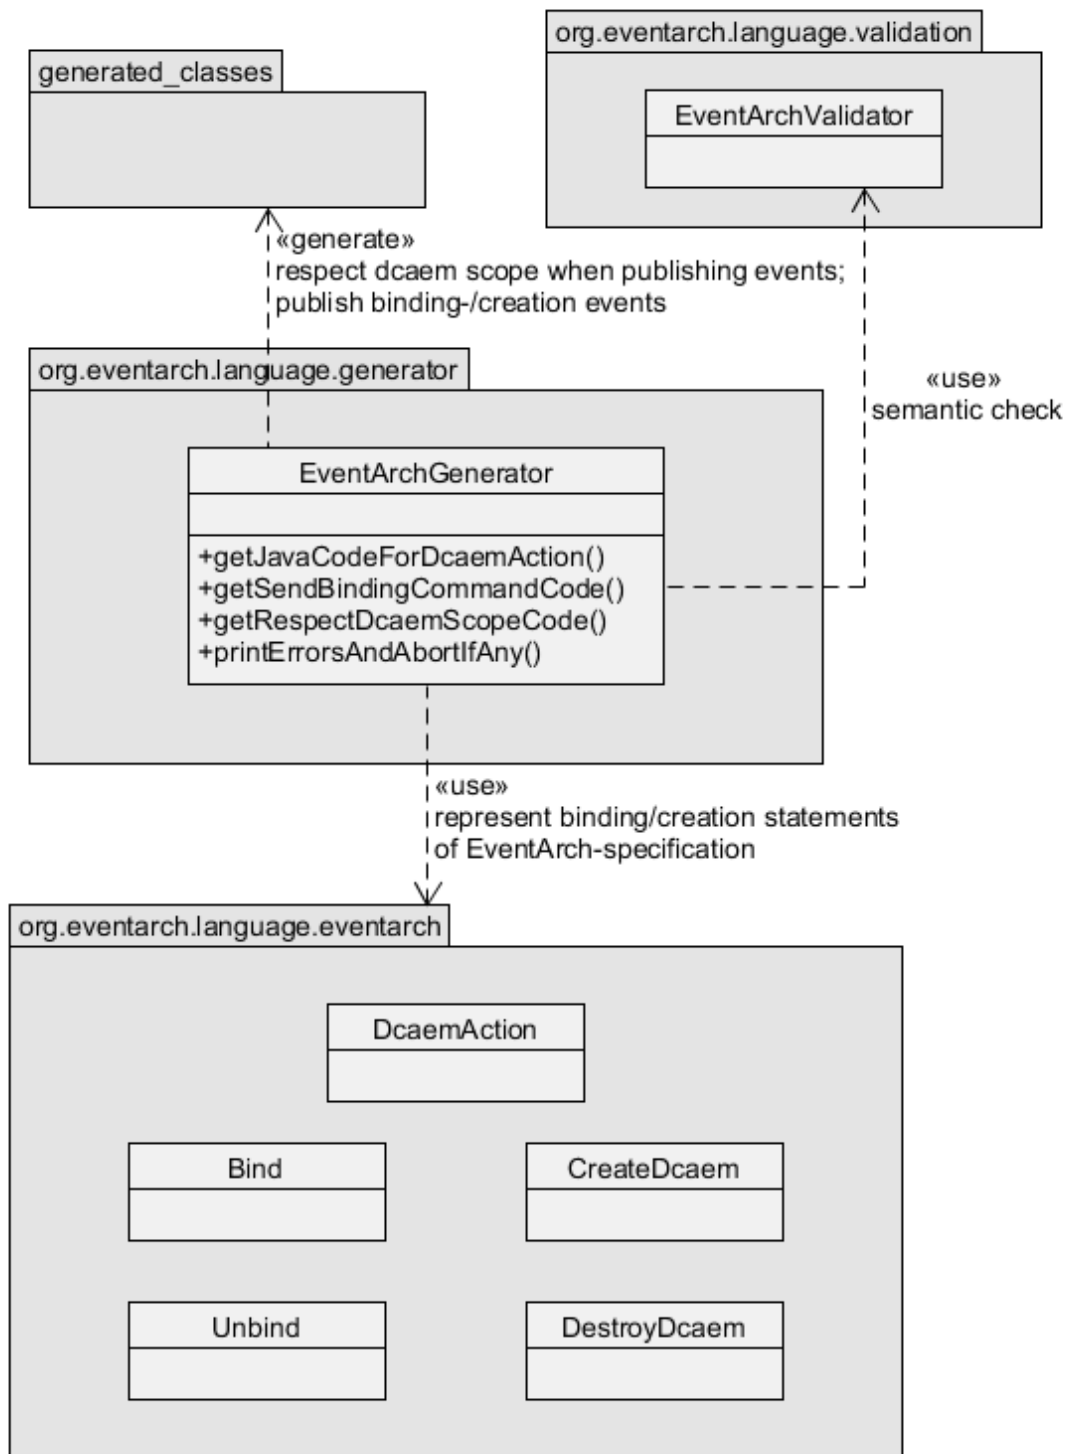 org.eventarch.language.validation
generated_classes
EventArchValidator
«generate»
respect dcaem scope when publishing events;
publish binding-/creation events
org.eventarch.language.generator
«use»
semantic check
EventArchGenerator
+getJavaCodeForDcaemAction()
+getSendBindingCommandCode()
+getRespectDcaemScopeCode()
+printErrorsAndAbortIfAny()
«use»
represent binding/creation statements
of EventArch-specification
org.eventarch.language.eventarch
DcaemAction
Bind
CreateDcaem
Unbind
DestroyDcaem